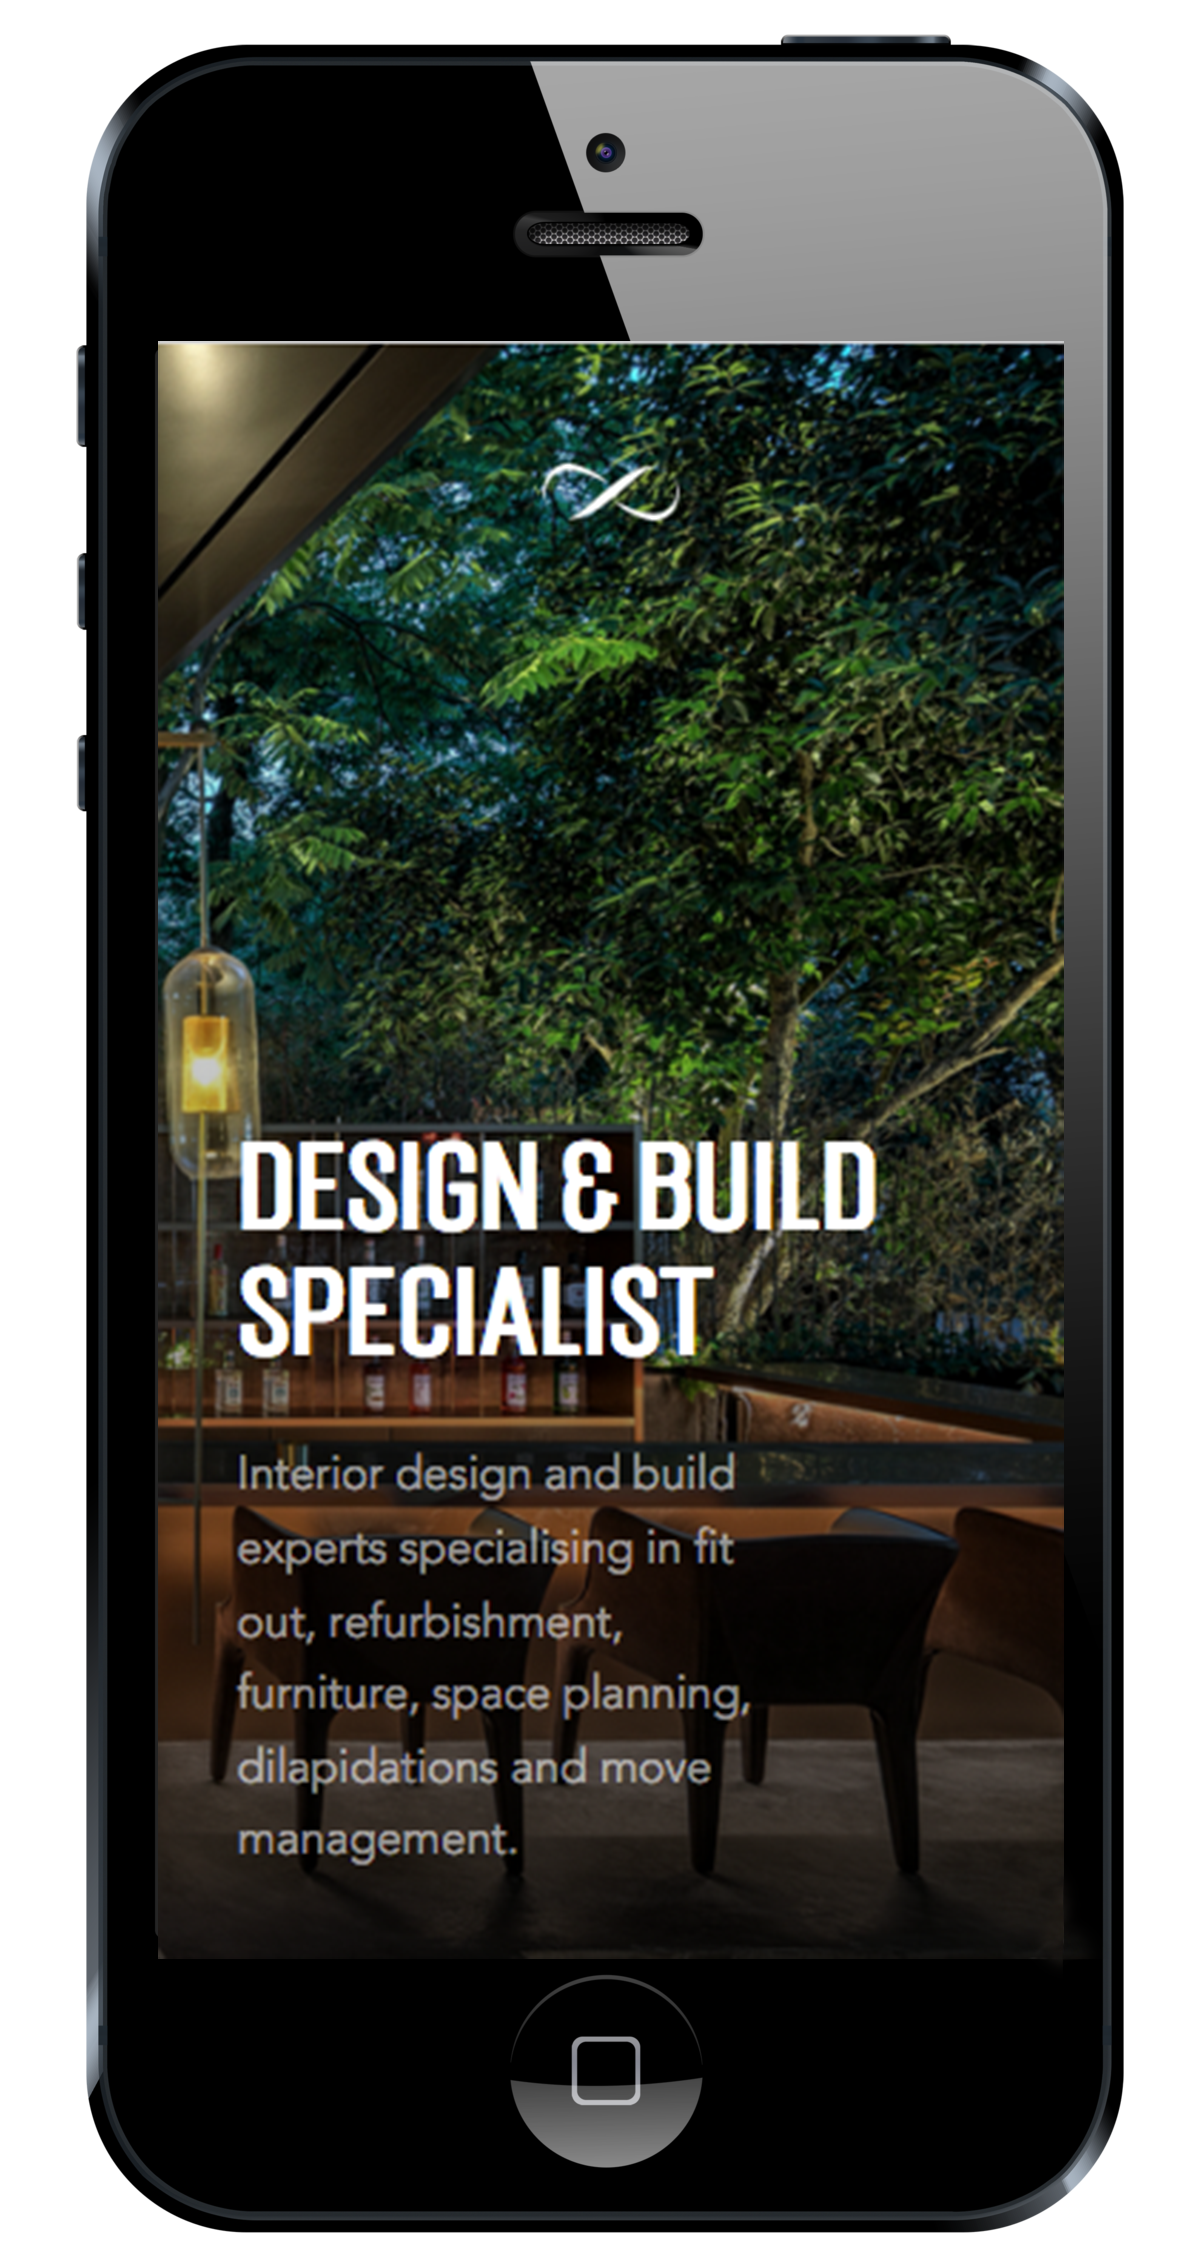 DESIGN & BUILD
SPECIALIST
Interior design and build
experts specialising in fit
out, refurbishment,
furniture, space planning,
dilapidations and move
management.